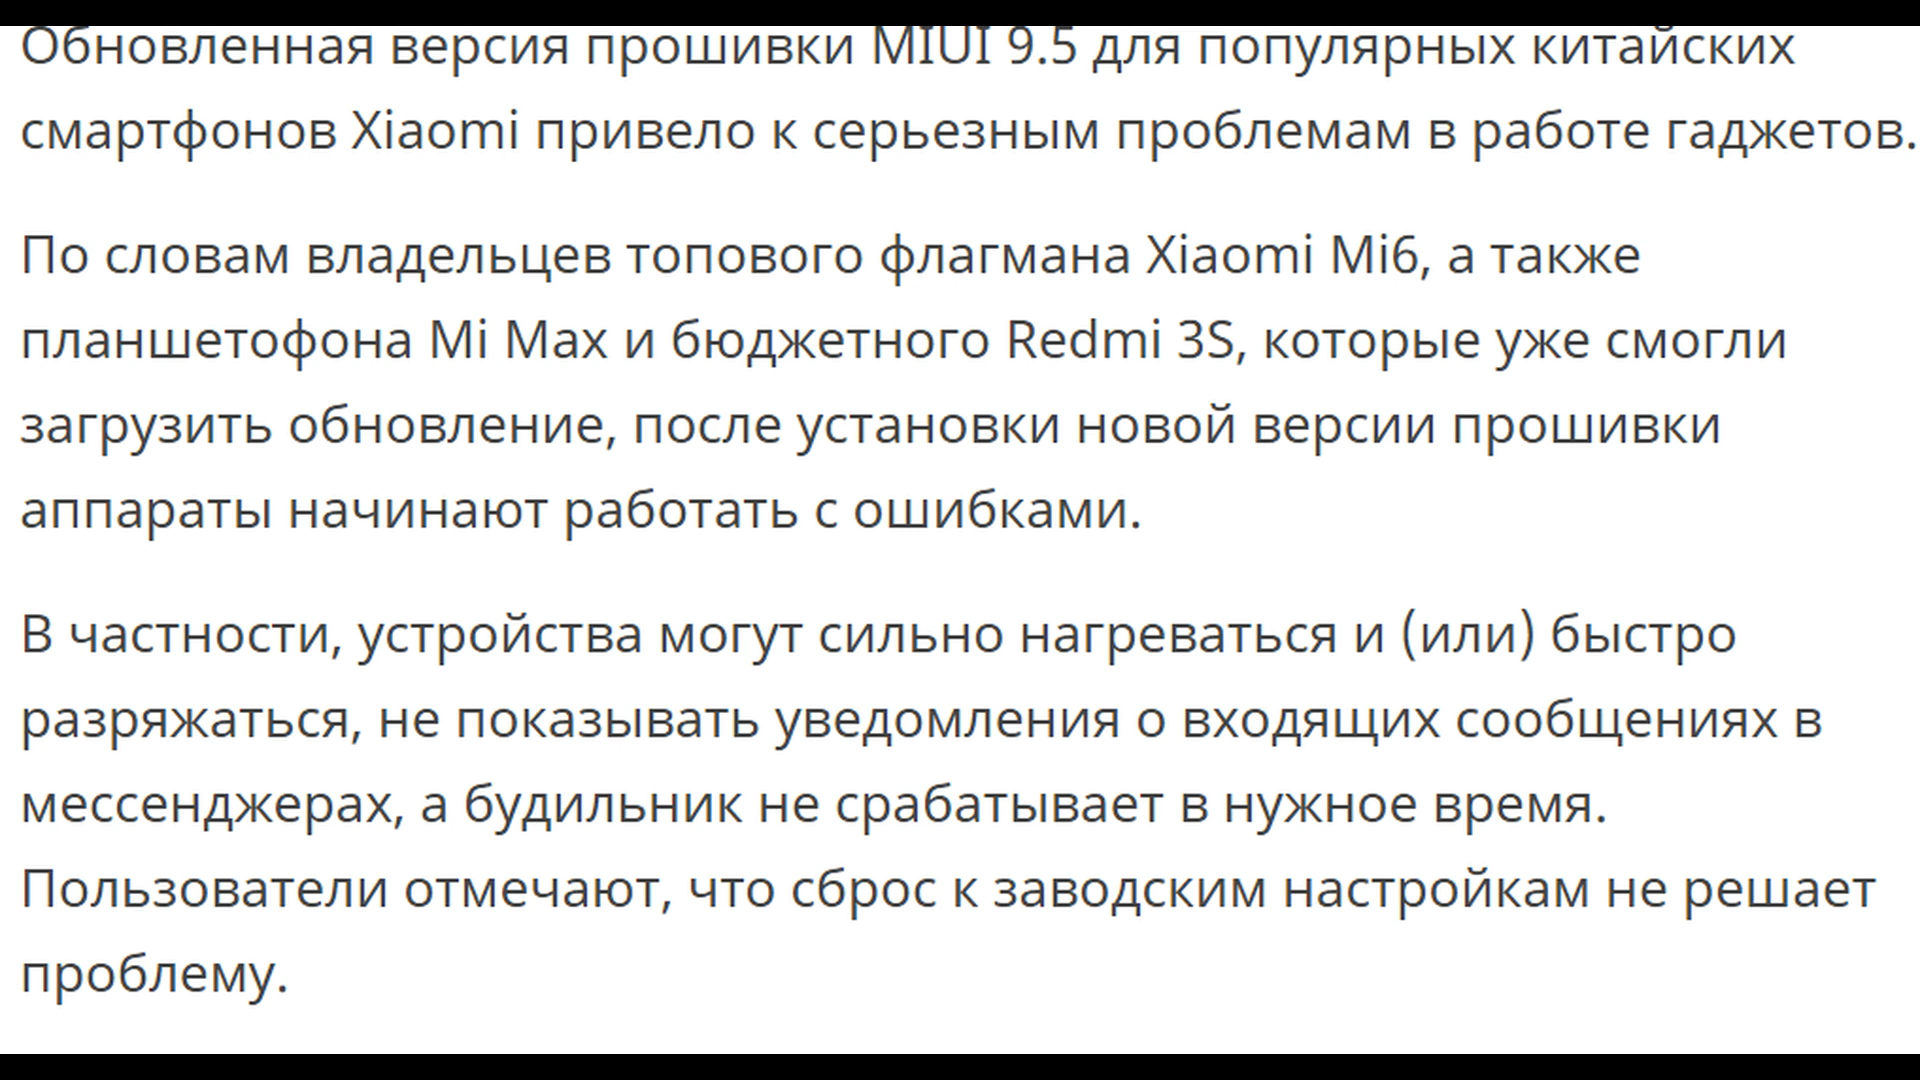 Обновленная версия прошивки MIUI 9.5 для популярных китайских
смартфонов Xiaomi привело к серьезным проблемам в работе гаджетов.
По словам владельцев топового флагмана Xiaomi Mi6, а также
планшетофона Mi Max и бюджетного Redmi 3S, которые уже смогли
загрузить обновление, после установки новой версии прошивки
аппараты начинают работать с ошибками.
В частности, устройства могут сильно нагреваться и (или) быстро
разряжаться, не показывать уведомления о входящих сообщениях в
мессенджерах, а будильник не срабатывает в нужное время.
Пользователи отмечают, что сброс к заводским настройкам не решает
проблему.